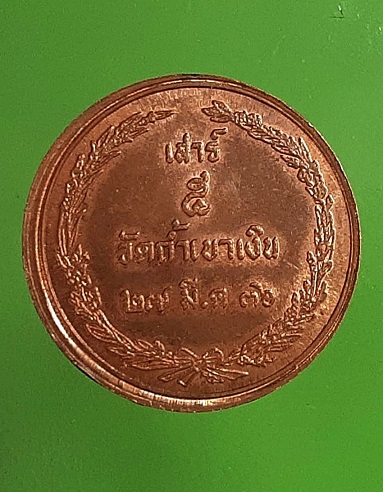 เสาร์
๕
วัดถ้ำเขาเงิน
๒๗ มี.ค ๓๖